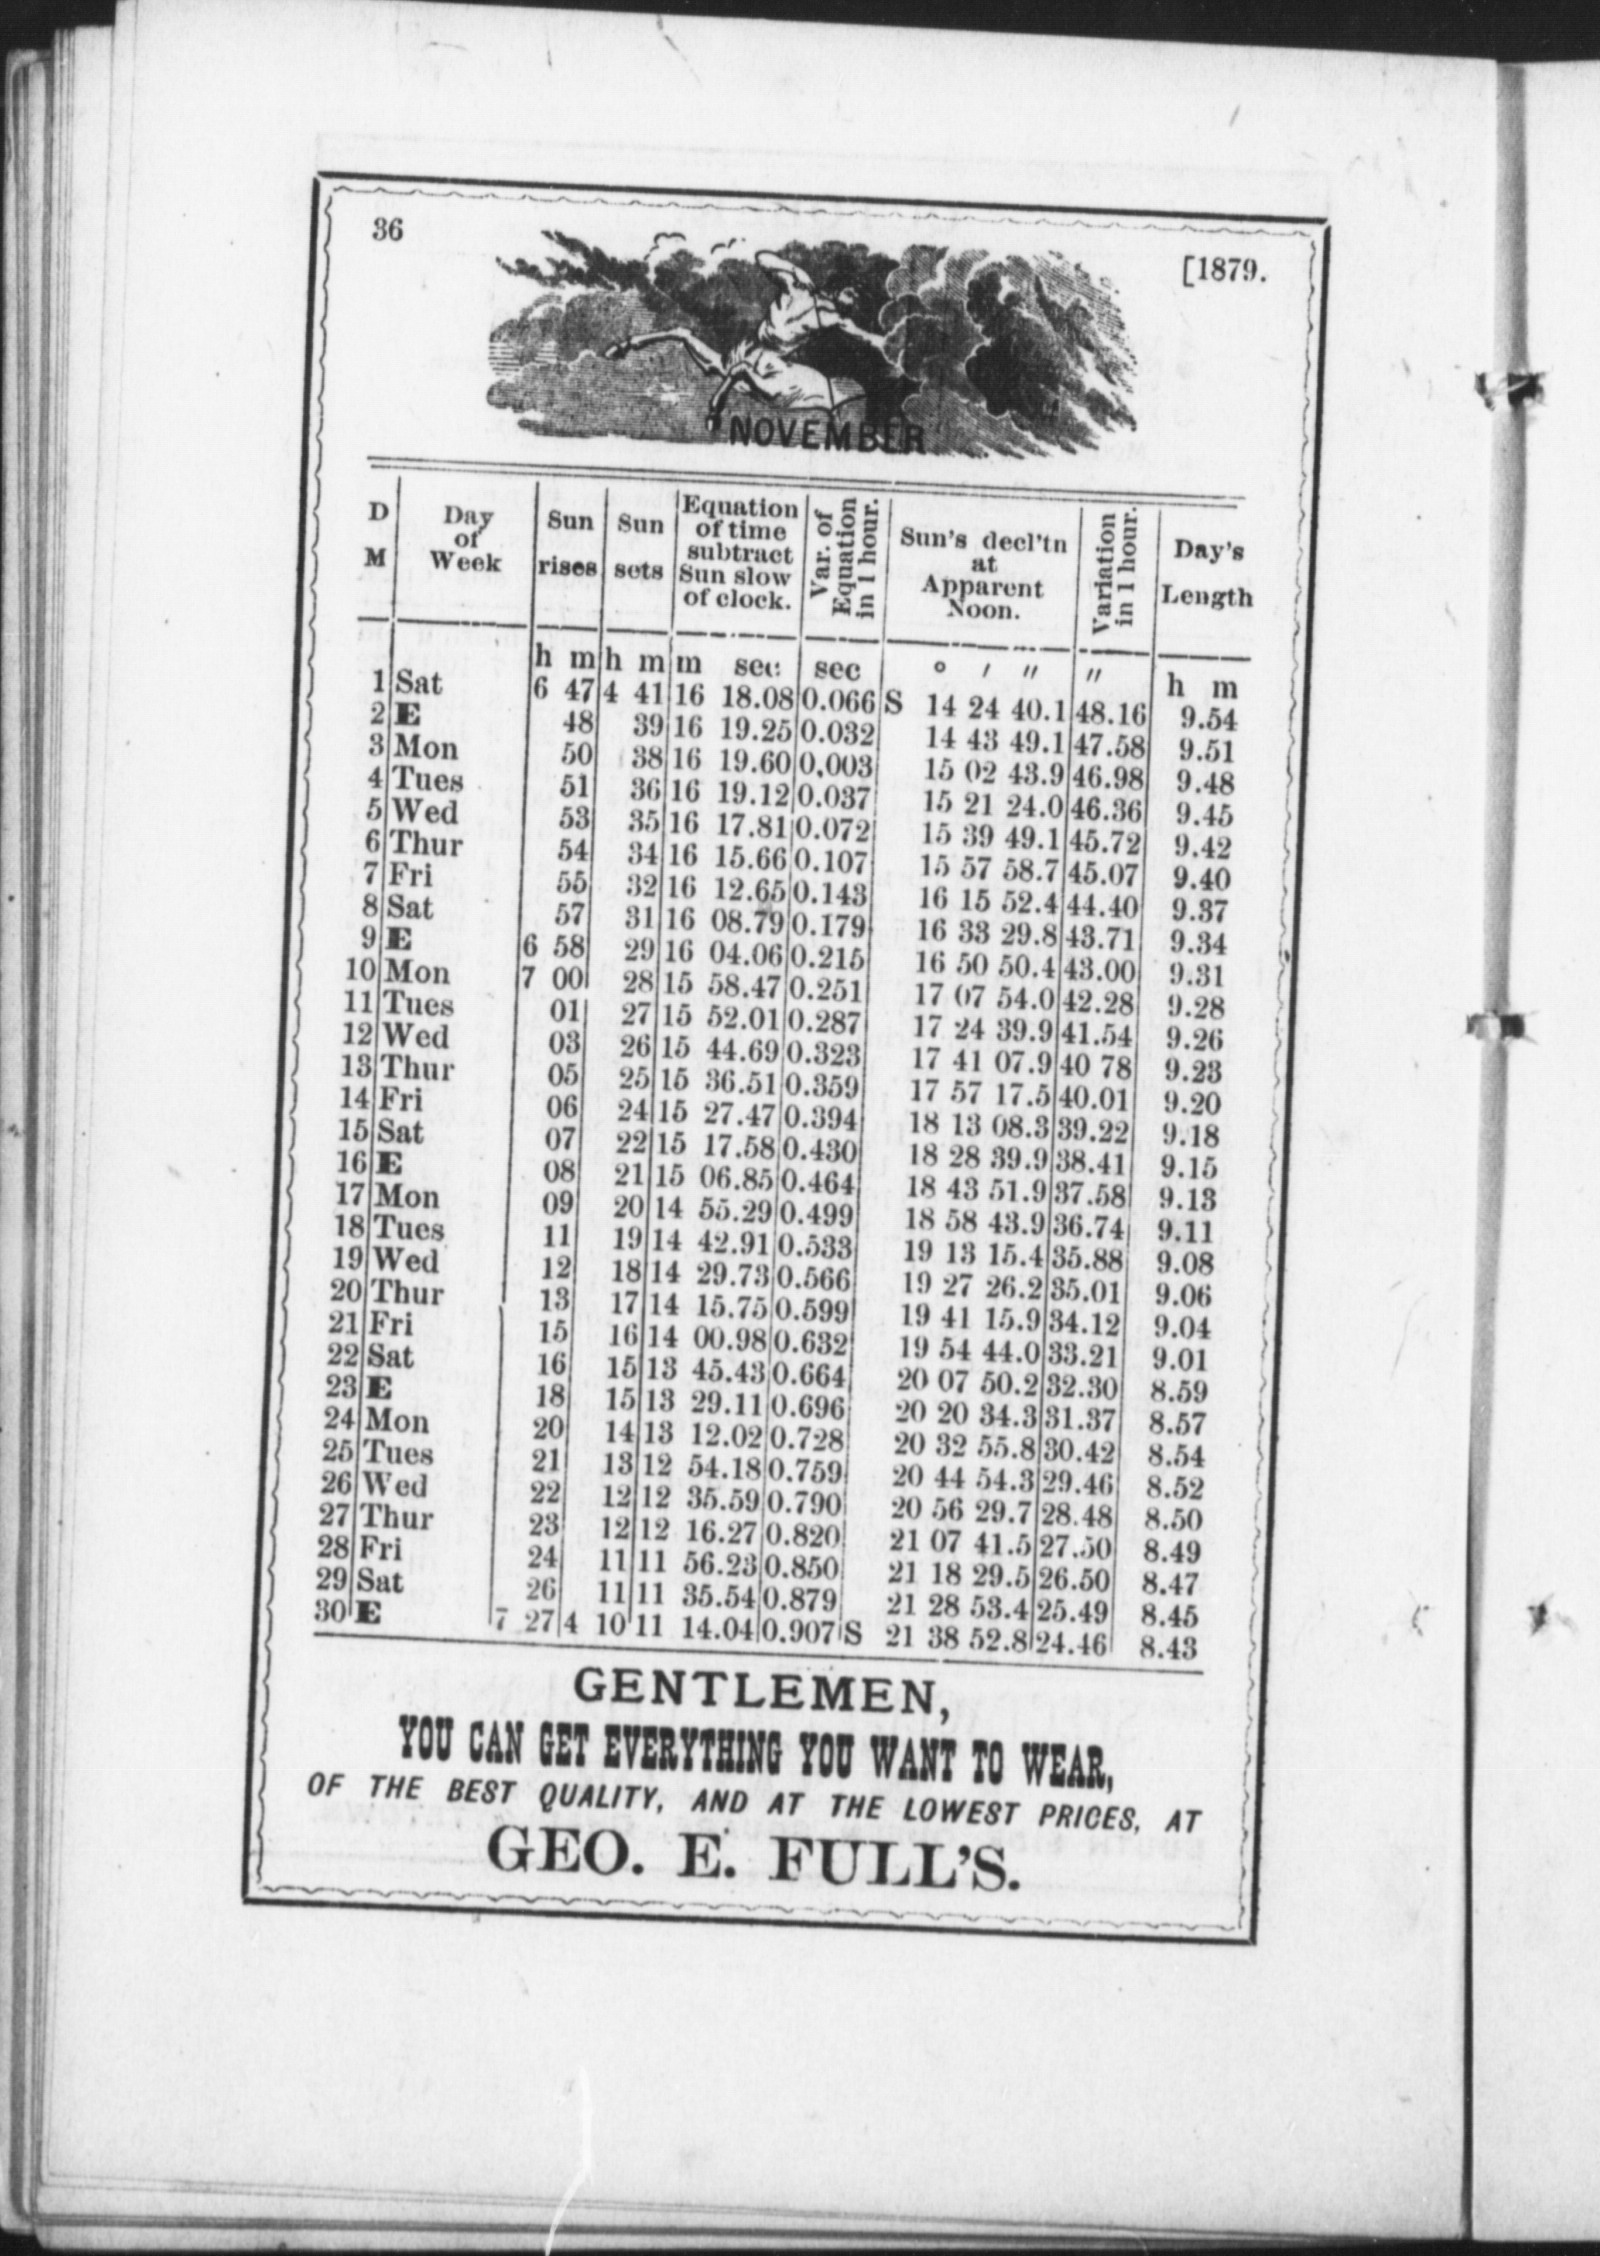 36
[1879.
NOVEMBER
D M | Day of Week | Sun rises | Sun sets | Equation of time subtract Sun slow of clock. | Var. of Equation in 1 hour. | Sun's decl'tn at Apparent Noon. | Variation in 1 hour. | Day's Length
h m h m m sec. sec ° ′ ″ ″ h m
1 Sat 6 47 4 41 16 18.08 0.066 S 14 24 40.1 48.16 9.54
2 E 48 39 16 19.25 0.032 14 43 49.1 47.58 9.51
3 Mon 50 38 16 19.60 0.003 15 02 43.9 46.98 9.48
4 Tues 51 36 16 19.12 0.037 15 21 24.0 46.36 9.45
5 Wed 53 35 16 17.81 0.072 15 39 49.1 45.72 9.42
6 Thur 54 34 16 15.66 0.107 15 57 58.7 45.07 9.40
7 Fri 55 32 16 12.65 0.143 16 15 52.4 44.40 9.37
8 Sat 57 31 16 08.79 0.179 16 33 29.8 43.71 9.34
9 E 6 58 29 16 04.06 0.215 16 50 50.4 43.00 9.31
10 Mon 7 00 28 15 58.47 0.251 17 07 54.0 42.28 9.28
11 Tues 01 27 15 52.01 0.287 17 24 39.9 41.54 9.26
12 Wed 03 26 15 44.69 0.323 17 41 07.9 40 78 9.23
13 Thur 05 25 15 36.51 0.359 17 57 17.5 40.01 9.20
14 Fri 06 24 15 27.47 0.394 18 13 08.3 39.22 9.18
15 Sat 07 22 15 17.58 0.430 18 28 39.9 38.41 9.15
16 E 08 21 15 06.85 0.464 18 43 51.9 37.58 9.13
17 Mon 09 20 14 55.29 0.499 18 58 43.9 36.74 9.11
18 Tues 11 19 14 42.91 0.533 19 13 15.4 35.88 9.08
19 Wed 12 18 14 29.73 0.566 19 27 26.2 35.01 9.06
20 Thur 13 17 14 15.75 0.599 19 41 15.9 34.12 9.04
21 Fri 15 16 14 00.98 0.632 19 54 44.0 33.21 9.01
22 Sat 16 15 13 45.43 0.664 20 07 50.2 32.30 8.59
23 E 18 15 13 29.11 0.696 20 20 34.3 31.37 8.57
24 Mon 20 14 13 12.02 0.728 20 32 55.8 30.42 8.54
25 Tues 21 13 12 54.18 0.759 20 44 54.3 29.46 8.52
26 Wed 22 12 12 35.59 0.790 20 56 29.7 28.48 8.50
27 Thur 23 12 12 16.27 0.820 21 07 41.5 27.50 8.49
28 Fri 24 11 11 56.23 0.850 21 18 29.5 26.50 8.47
29 Sat 26 11 11 35.54 0.879 21 28 53.4 25.49 8.45
30 E 7 27 4 10 11 14.04 0.907 S 21 38 52.8 24.46 8.43
GENTLEMEN,
YOU CAN GET EVERYTHING YOU WANT TO WEAR,
OF THE BEST QUALITY, AND AT THE LOWEST PRICES, AT
GEO. E. FULL'S.